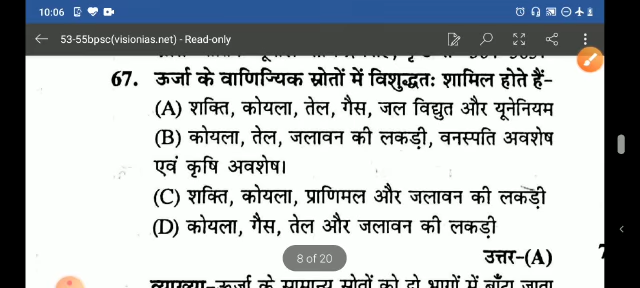 10:06
53-55bpsc(visionias.net) - Read-only
67. ऊर्जा के वाणिज्यिक स्रोतों में विशुद्धतः शामिल होते हैं-
(A) शक्ति, कोयला, तेल, गैस, जल विद्युत और यूनेनियम
(B) कोयला, तेल, जलावन की लकड़ी, वनस्पति अवशेष
एवं कृषि अवशेष।
(C) शक्ति, कोयला, प्राणिमल और जलावन की लकड़ी
(D) कोयला, गैस, तेल और जलावन की लकड़ी
8 of 20
उत्तर-(A)
7
व्याख्या-ऊर्जा के सामान्य स्रोतों को दो भागों में बाँटा जाता